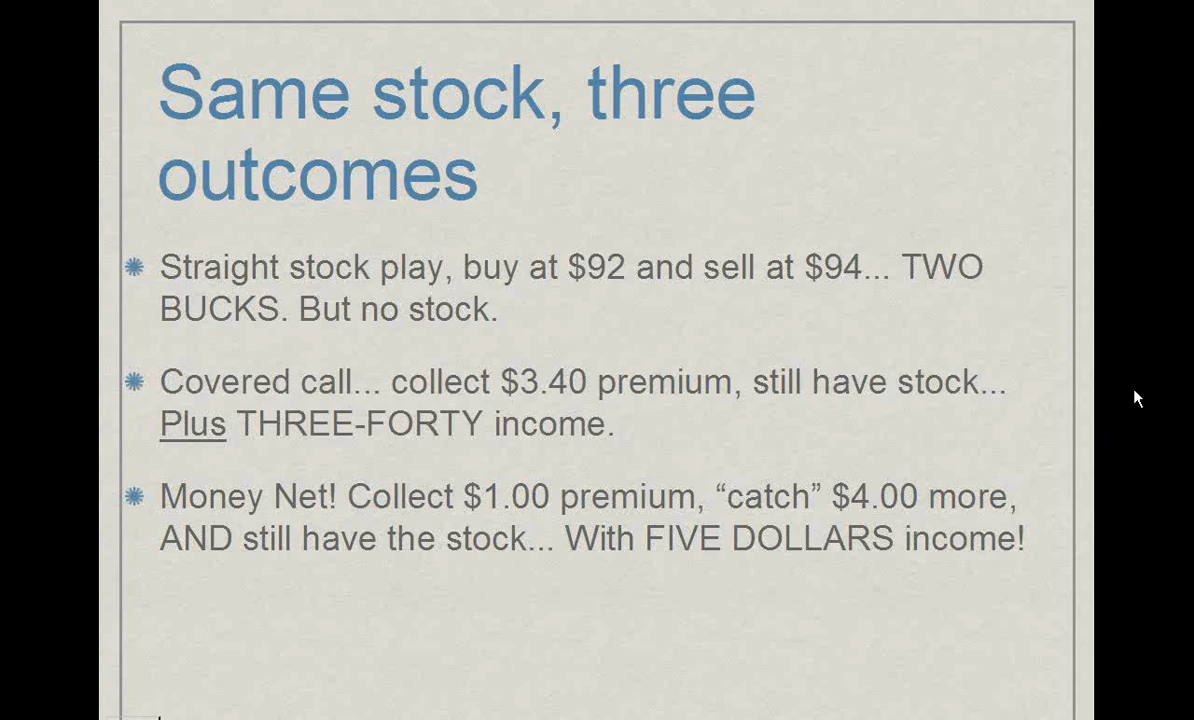 Same stock, three
outcomes
Straight stock play, buy at $92 and sell at $94... TWO
BUCKS. But no stock.
Covered call... collect $3.40 premium, still have stock...
Plus THREE-FORTY income.
Money Net! Collect $1.00 premium, “catch” $4.00 more,
AND still have the stock... With FIVE DOLLARS income!